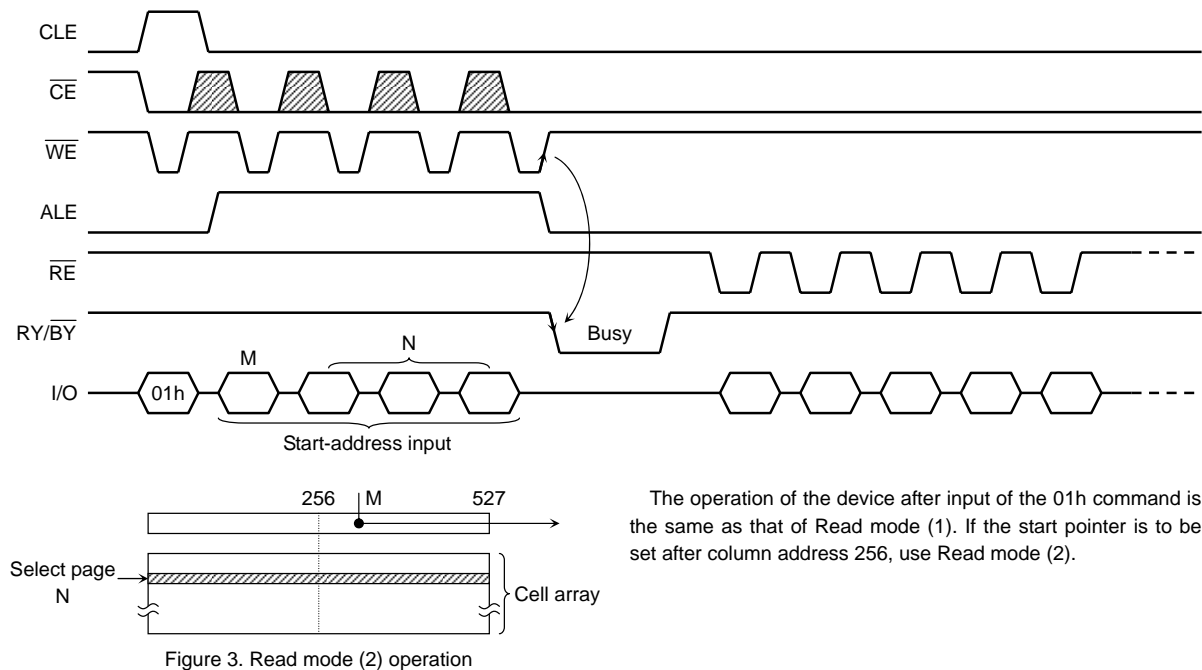 CLE
CE
WE
ALE
RE
RY/BY
Busy
M
N
I/O
01h
Start-address input
256
M
527
Select page
N
Cell array
Figure 3. Read mode (2) operation
The operation of the device after input of the 01h command is
the same as that of Read mode (1). If the start pointer is to be
set after column address 256, use Read mode (2).